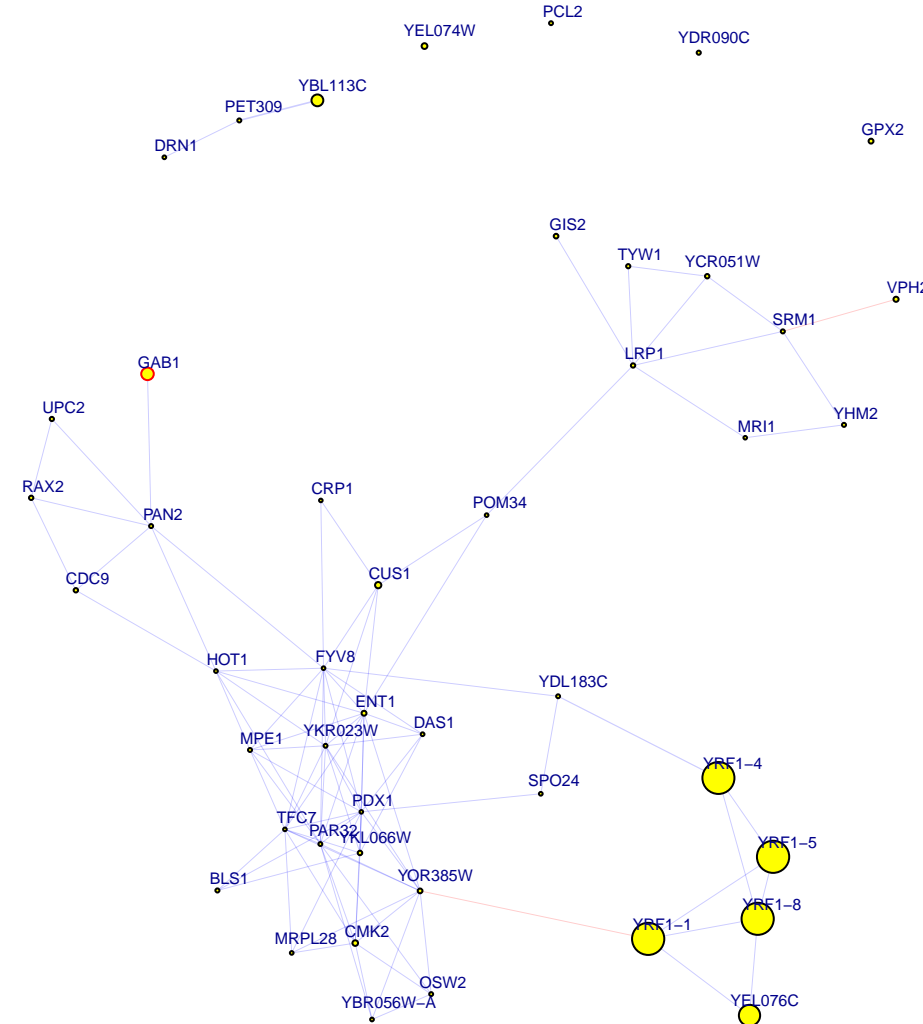 PCL2
YEL074W
YDR090C
YBL113C
PET309
GPX2
DRN1
GIS2
TYW1
YCR051W
VPH2
SRM1
LRP1
GAB1
UPC2
YHM2
MRI1
RAX2
CRP1
POM34
PAN2
CUS1
CDC9
HOT1
FYV8
YDL183C
ENT1
DAS1
YKR023W
MPE1
YRF1−4
SPO24
PDX1
TFC7
PAR32
YKL066W
YRF1−5
BLS1
YOR385W
YRF1−8
YRF1−1
CMK2
MRPL28
OSW2
YBR056W−A
YEL076C